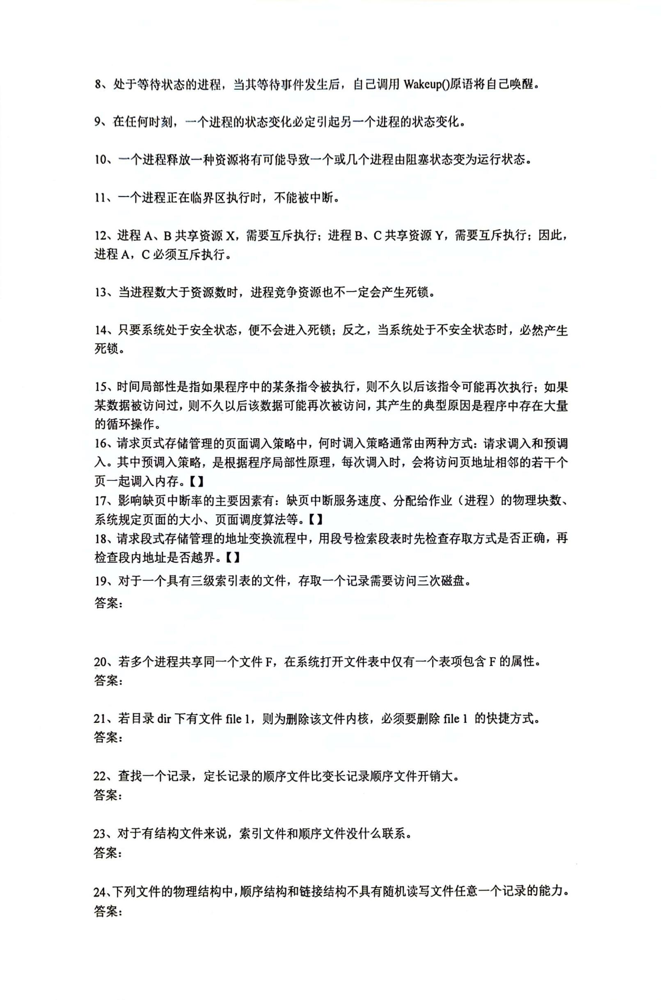 8、处于等待状态的进程，当其等待事件发生后，自己调用 Wakeup()原语将自己唤醒。
9、在任何时刻，一个进程的状态变化必定引起另一个进程的状态变化。
10、一个进程释放一种资源将有可能导致一个或几个进程由阻塞状态变为运行状态。
11、一个进程正在临界区执行时，不能被中断。
12、进程 A、B 共享资源 X，需要互斥执行；进程 B、C 共享资源 Y，需要互斥执行；因此，
进程 A，C 必须互斥执行。
13、当进程数大于资源数时，进程竞争资源也不一定会产生死锁。
14、只要系统处于安全状态，便不会进入死锁；反之，当系统处于不安全状态时，必然产生
死锁。
15、时间局部性是指如果程序中的某条指令被执行，则不久以后该指令可能再次执行；如果
某数据被访问过，则不久以后该数据可能再次被访问，其产生的典型原因是程序中存在大量
的循环操作。
16、请求页式存储管理的页面调入策略中，何时调入策略通常由两种方式：请求调入和预调
入。其中预调入策略，是根据程序局部性原理，每次调入时，会将访问页地址相邻的若干个
页一起调入内存。【】
17、影响缺页中断率的主要因素有：缺页中断服务速度、分配给作业（进程）的物理块数、
系统规定页面的大小、页面调度算法等。【】
18、请求段式存储管理的地址变换流程中，用段号检索段表时先检查存取方式是否正确，再
检查段内地址是否越界。【】
19、对于一个具有三级索引表的文件，存取一个记录需要访问三次磁盘。
答案：
20、若多个进程共享同一个文件 F，在系统打开文件表中仅有一个表项包含 F 的属性。
答案：
21、若目录 dir 下有文件 file 1，则为删除该文件内核，必须要删除 file 1 的快捷方式。
答案：
22、查找一个记录，定长记录的顺序文件比变长记录顺序文件开销大。
答案：
23、对于有结构文件来说，索引文件和顺序文件没什么联系。
答案：
24、下列文件的物理结构中，顺序结构和链接结构不具有随机读写文件任意一个记录的能力。
答案：